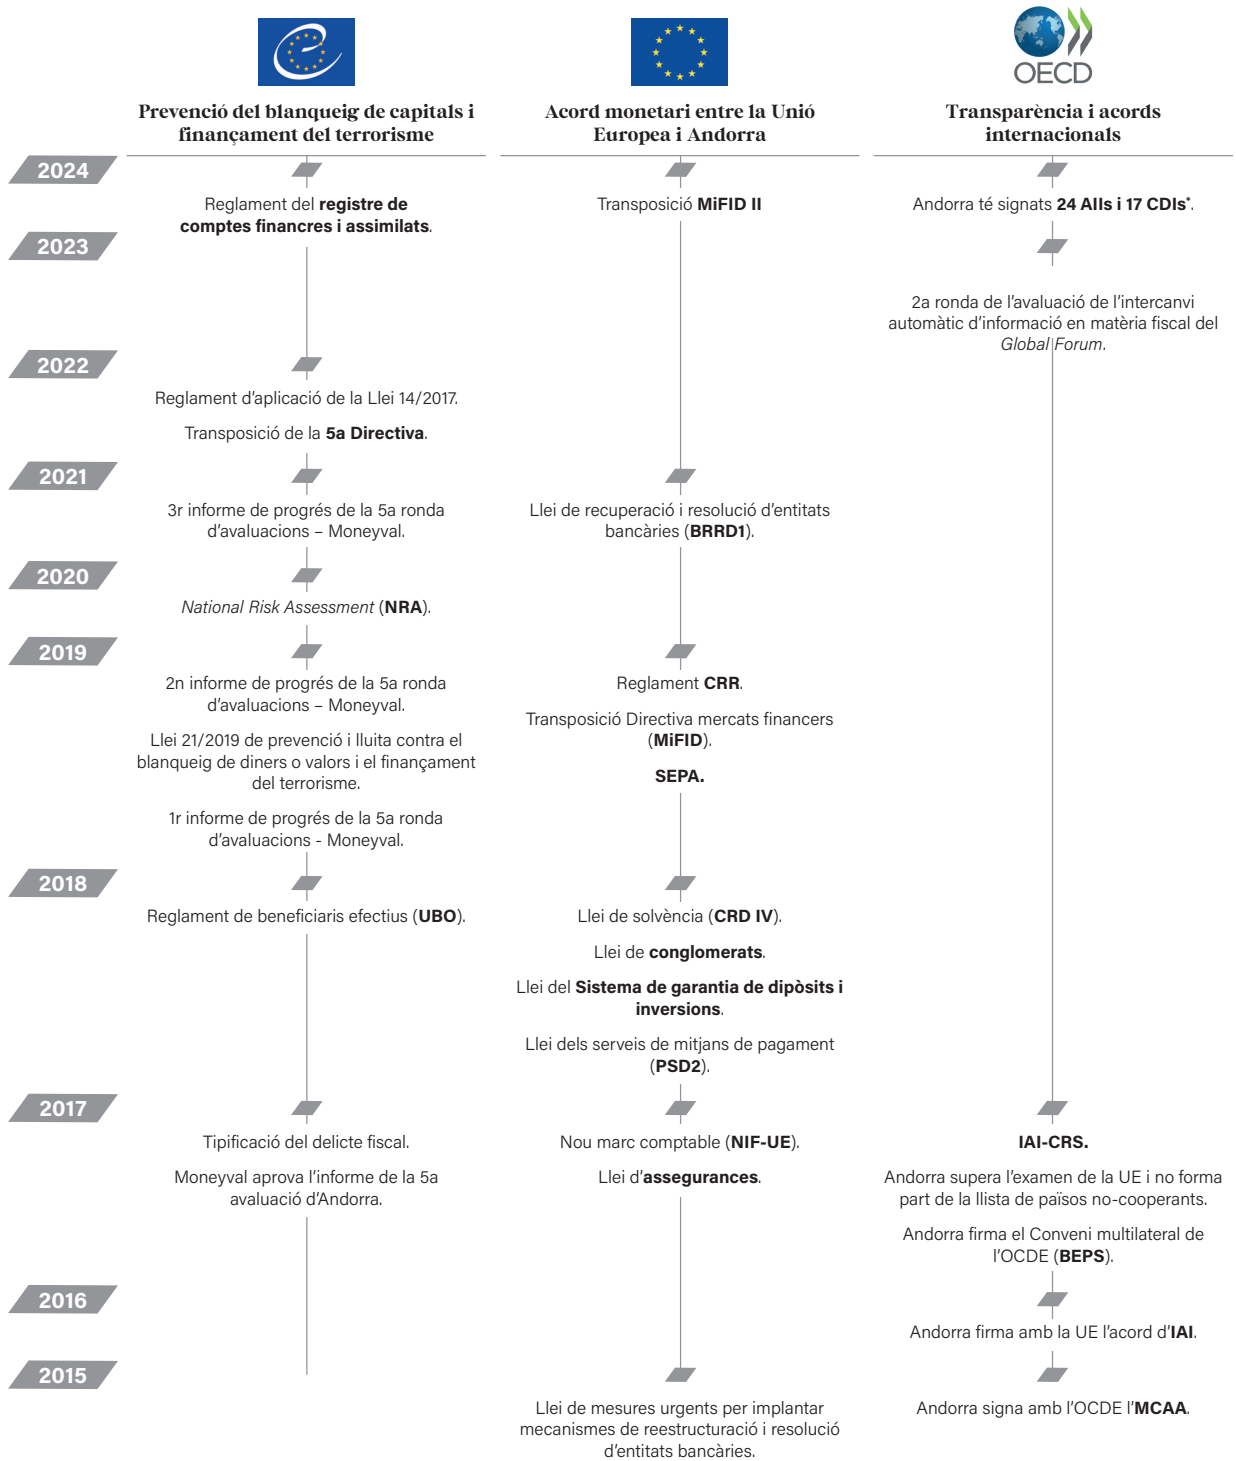 OECD
Prevenció del blanqueig de capitals i
finançament del terrorisme
Acord monetari entre la Unió
Europea i Andorra
Transparència i acords
internacionals
2024
Reglament del registre de
comptes financres i assimilats.
Transposició MiFID II
Andorra té signats 24 AIIs i 17 CDIs*.
2023
2a ronda de l'avaluació de l'intercanvi
automàtic d'informació en matèria fiscal del
Global Forum.
2022
Reglament d'aplicació de la Llei 14/2017.
Transposició de la 5a Directiva.
2021
3r informe de progrés de la 5a ronda
d'avaluacions – Moneyval.
Llei de recuperació i resolució d'entitats
bancàries (BRRD1).
2020
National Risk Assessment (NRA).
2019
2n informe de progrés de la 5a ronda
d'avaluacions – Moneyval.
Llei 21/2019 de prevenció i lluita contra el
blanqueig de diners o valors i el finançament
del terrorisme.
1r informe de progrés de la 5a ronda
d'avaluacions - Moneyval.
Reglament CRR.
Transposició Directiva mercats financers
(MiFID).
SEPA.
2018
Reglament de beneficiaris efectius (UBO).
Llei de solvència (CRD IV).
Llei de conglomerats.
Llei del Sistema de garantia de dipòsits i
inversions.
Llei dels serveis de mitjans de pagament
(PSD2).
2017
Tipificació del delicte fiscal.
Moneyval aprova l'informe de la 5a
avaluació d'Andorra.
Nou marc comptable (NIF-UE).
Llei d'assegurances.
IAI-CRS.
Andorra supera l'examen de la UE i no forma
part de la llista de països no-cooperants.
Andorra firma el Conveni multilateral de
l'OCDE (BEPS).
2016
Andorra firma amb la UE l'acord d'IAI.
2015
Llei de mesures urgents per implantar
mecanismes de reestructuració i resolució
d'entitats bancàries.
Andorra signa amb l'OCDE l'MCAA.